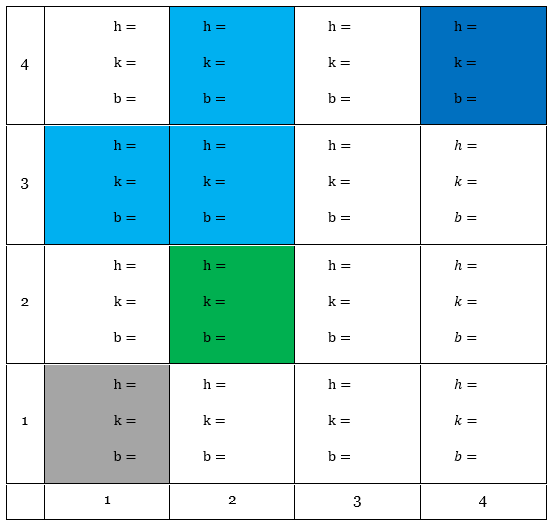 h = h = h = h =
4 k = k = k = k =
b = b = b = b =
h = h = h = h =
3 k = k = k = k =
b = b = b = b =
h = h = h = h =
2 k = k = k = k =
b = b = b = b =
h = h = h = h =
1 k = k = k = k =
b = b = b = b =
1 2 3 4